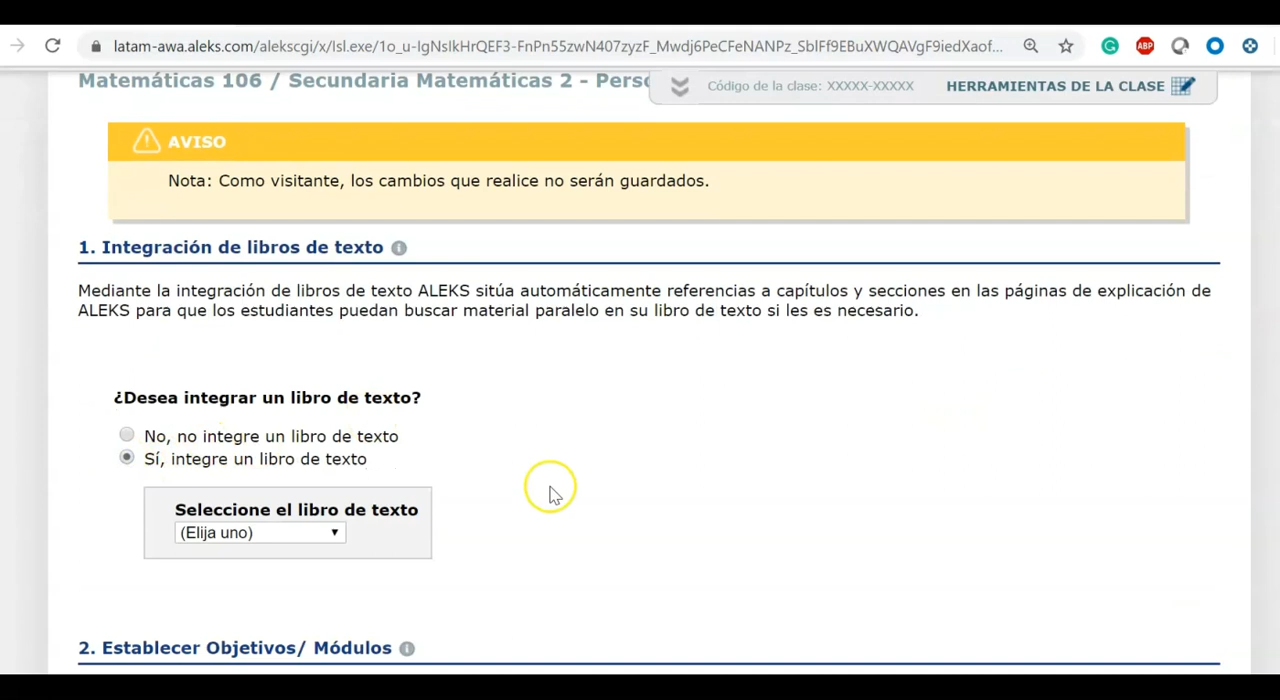 latam-awa.aleks.com/alekscgi/x/Isl.exe/1o_u-IgNsIkHrQEF3-FnPn55zwN407zyzF_Mwdj6PeCFeNANPz_SbIFf9EBuXWQAVgF9iedXaof...
ABP
Matemáticas 106 / Secundaria Matemáticas 2 - Perso
Código de la clase: XXXXX-XXXXX
HERRAMIENTAS DE LA CLASE
AVISO
Nota: Como visitante, los cambios que realice no serán guardados.
1. Integración de libros de texto
Mediante la integración de libros de texto ALEKS sitúa automáticamente referencias a capítulos y secciones en las páginas de explicación de
ALEKS para que los estudiantes puedan buscar material paralelo en su libro de texto si les es necesario.
¿Desea integrar un libro de texto?
No, no integre un libro de texto
Sí, integre un libro de texto
Seleccione el libro de texto
(Elija uno)
2. Establecer Objetivos/ Módulos